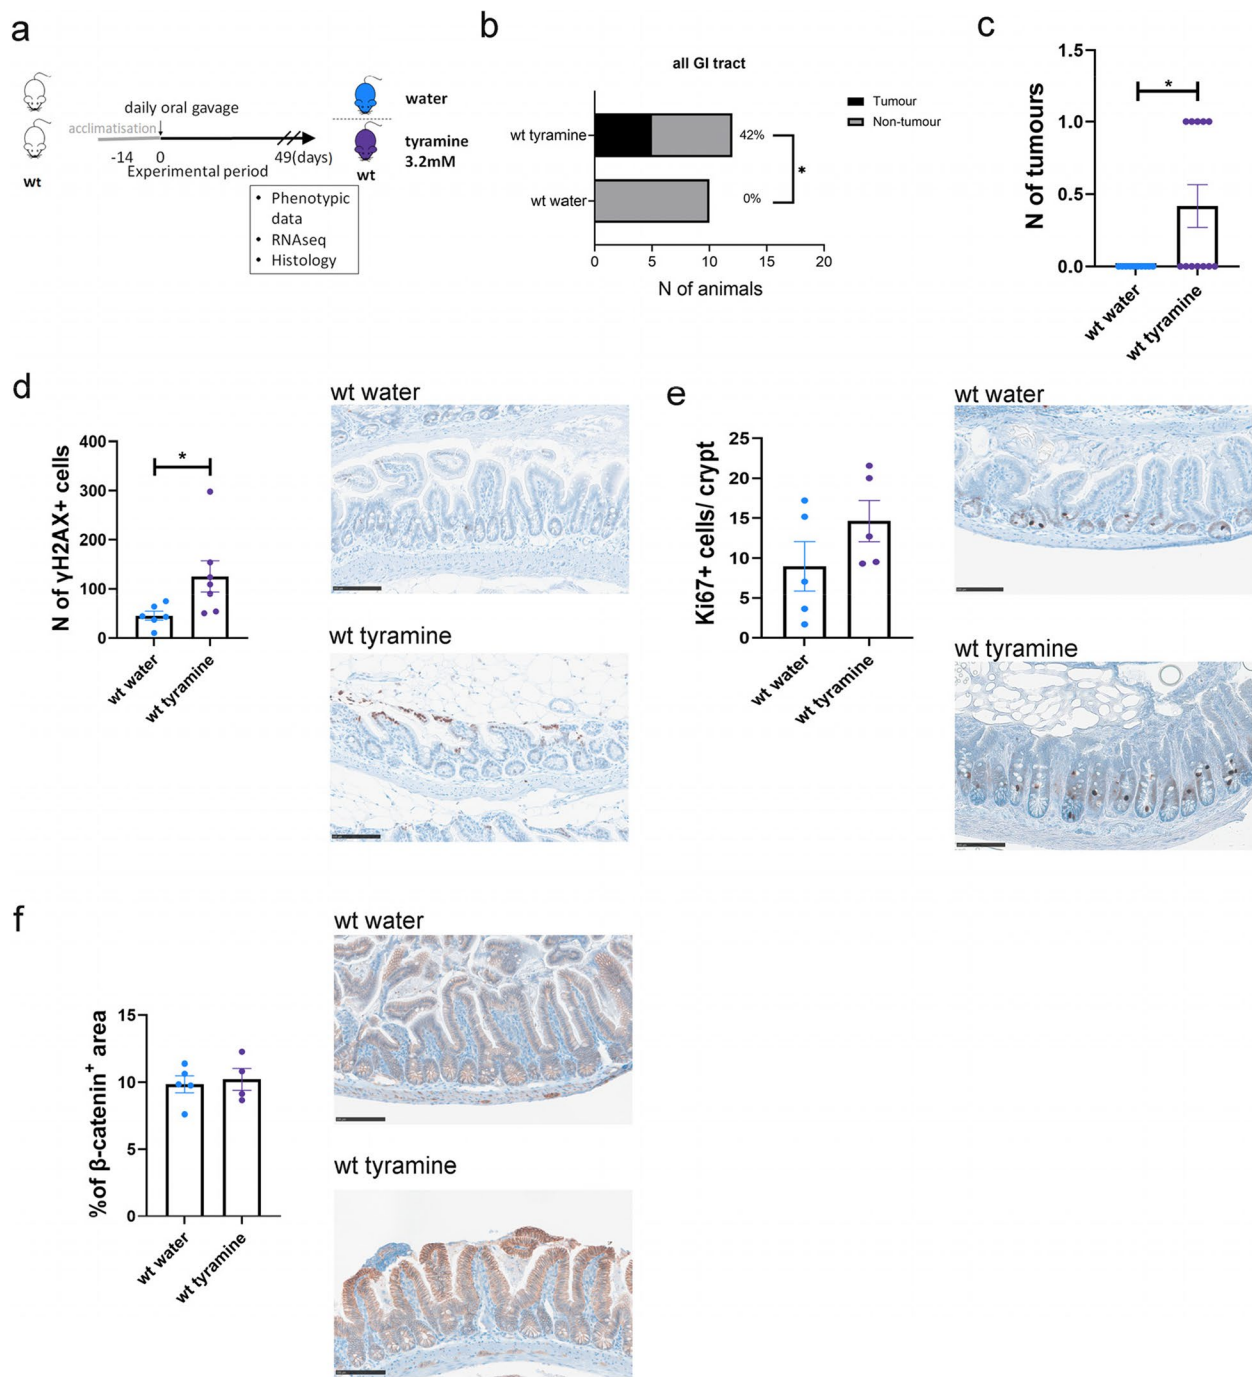 a
daily oral gavage
acclimatisation
-14
0
49(days)
Experimental period
wt
• Phenotypic
data
• RNAseq
• Histology
water
tyramine
3.2mM
wt
b
all GI tract
Tumour
Non-tumour
wt tyramine
42%
*
wt water
0%
0
5
10
15
20
N of animals
c
N of tumours
1.5
1.0
0.5
0.0
*
wt water
wt tyramine
d
N of γH2AX+ cells
400
300
200
100
0
*
wt water
wt tyramine
wt water
wt tyramine
e
Ki67+ cells/ crypt
25
20
15
10
5
0
wt water
wt tyramine
wt water
wt tyramine
f
%of β-catenin+ area
15
10
5
0
wt water
wt tyramine
wt water
wt tyramine